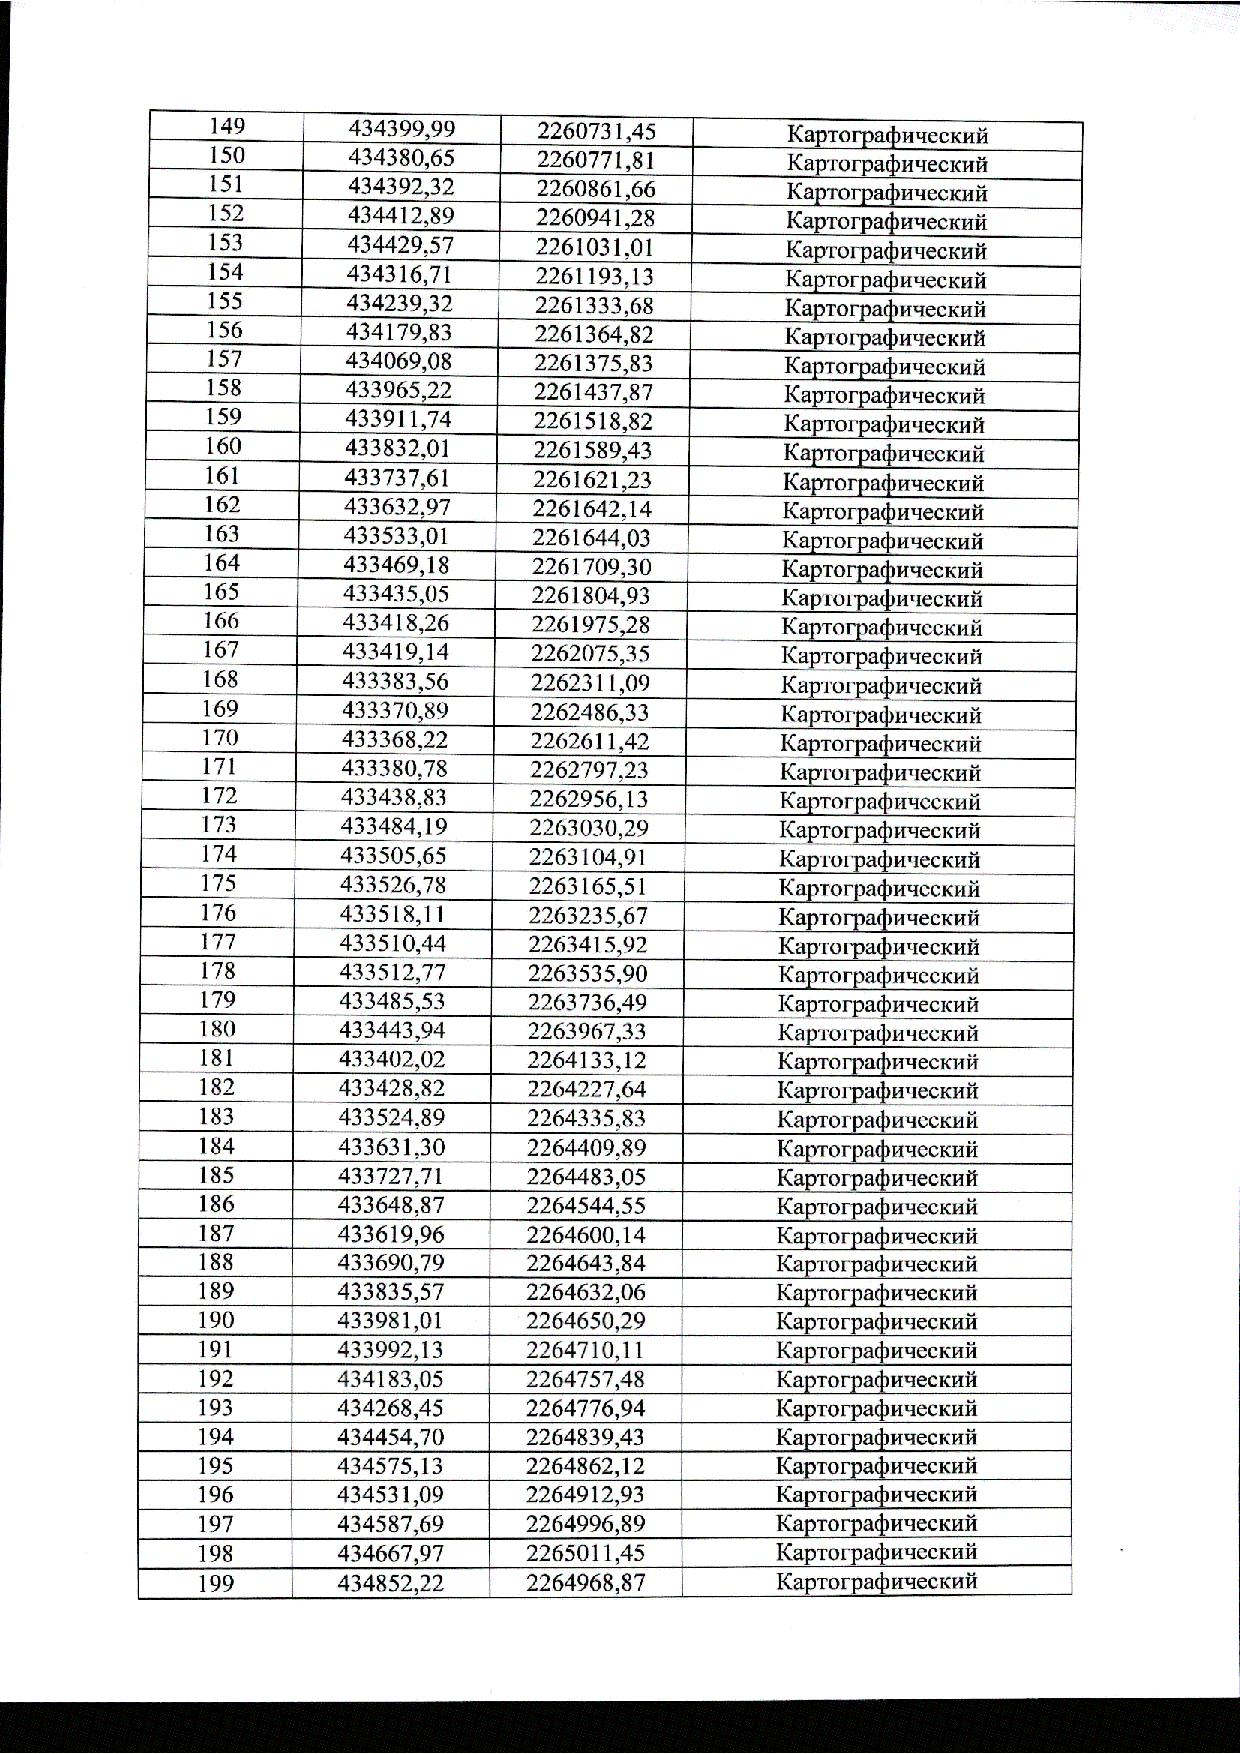 149 434399,99 2260731,45 Картографический
150 434380,65 2260771,81 Картографический
151 434392,32 2260861,66 Картографический
152 434412,89 2260941,28 Картографический
153 434429,57 2261031,01 Картографический
154 434316,71 2261193,13 Картографический
155 434239,32 2261333,68 Картографический
156 434179,83 2261364,82 Картографический
157 434069,08 2261375,83 Картографический
158 433965,22 2261437,87 Картографический
159 433911,74 2261518,82 Картографический
160 433832,01 2261589,43 Картографический
161 433737,61 2261621,23 Картографический
162 433632,97 2261642,14 Картографический
163 433533,01 2261644,03 Картографический
164 433469,18 2261709,30 Картографический
165 433435,05 2261804,93 Картографический
166 433418,26 2261975,28 Картографический
167 433419,14 2262075,35 Картографический
168 433383,56 2262311,09 Картографический
169 433370,89 2262486,33 Картографический
170 433368,22 2262611,42 Картографический
171 433380,78 2262797,23 Картографический
172 433438,83 2262956,13 Картографический
173 433484,19 2263030,29 Картографический
174 433505,65 2263104,91 Картографический
175 433526,78 2263165,51 Картографический
176 433518,11 2263235,67 Картографический
177 433510,44 2263415,92 Картографический
178 433512,77 2263535,90 Картографический
179 433485,53 2263736,49 Картографический
180 433443,94 2263967,33 Картографический
181 433402,02 2264133,12 Картографический
182 433428,82 2264227,64 Картографический
183 433524,89 2264335,83 Картографический
184 433631,30 2264409,89 Картографический
185 433727,71 2264483,05 Картографический
186 433648,87 2264544,55 Картографический
187 433619,96 2264600,14 Картографический
188 433690,79 2264643,84 Картографический
189 433835,57 2264632,06 Картографический
190 433981,01 2264650,29 Картографический
191 433992,13 2264710,11 Картографический
192 434183,05 2264757,48 Картографический
193 434268,45 2264776,94 Картографический
194 434454,70 2264839,43 Картографический
195 434575,13 2264862,12 Картографический
196 434531,09 2264912,93 Картографический
197 434587,69 2264996,89 Картографический
198 434667,97 2265011,45 Картографический
199 434852,22 2264968,87 Картографический